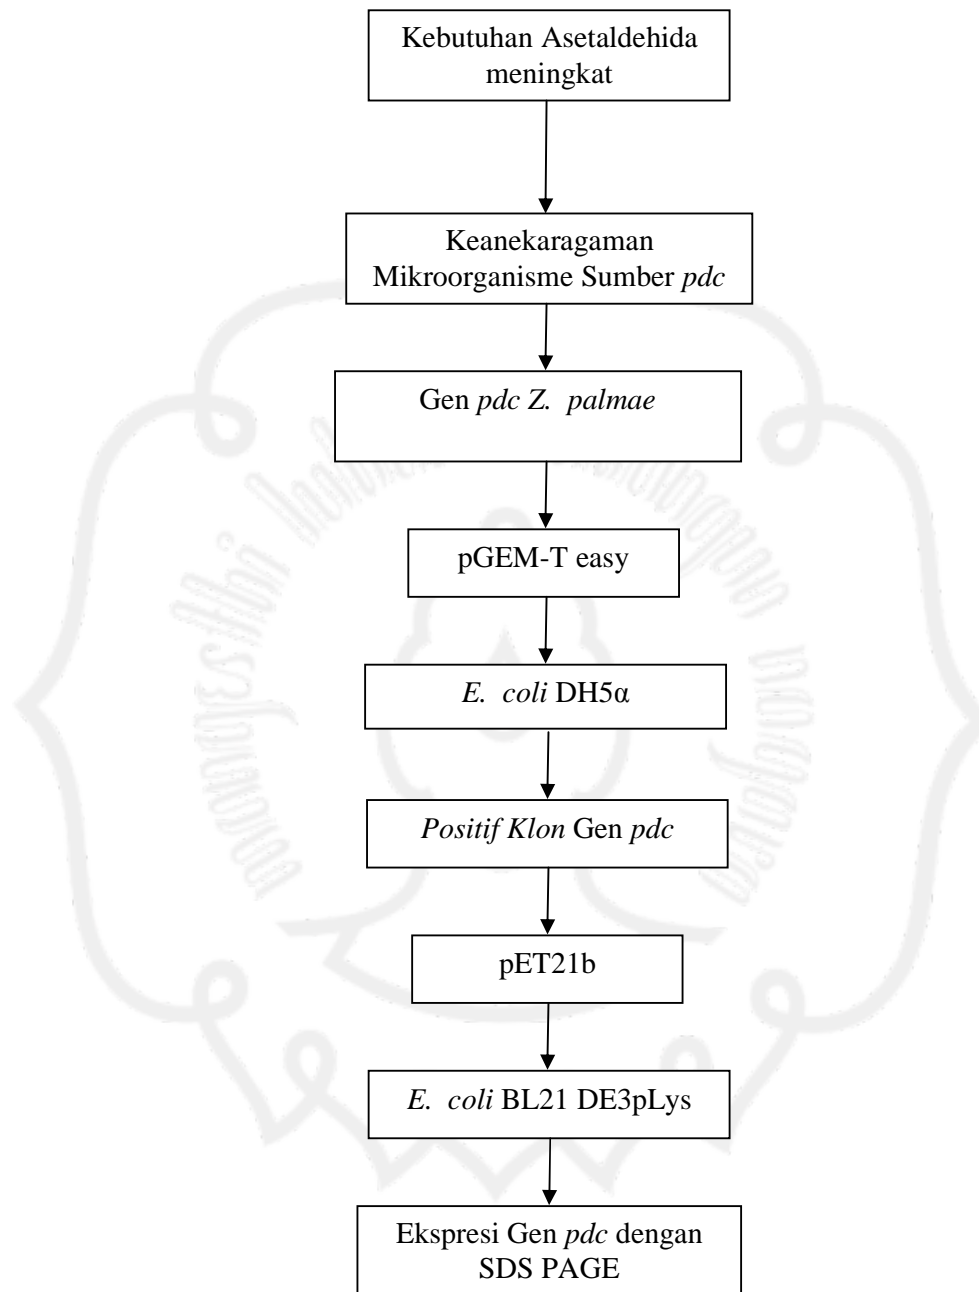 Kebutuhan Asetaldehida
meningkat
Keanekaragaman
Mikroorganisme Sumber pdc
Gen pdc Z. palmae
pGEM-T easy
E. coli DH5α
Positif Klon Gen pdc
pET21b
E. coli BL21 DE3pLys
Ekspresi Gen pdc dengan
SDS PAGE